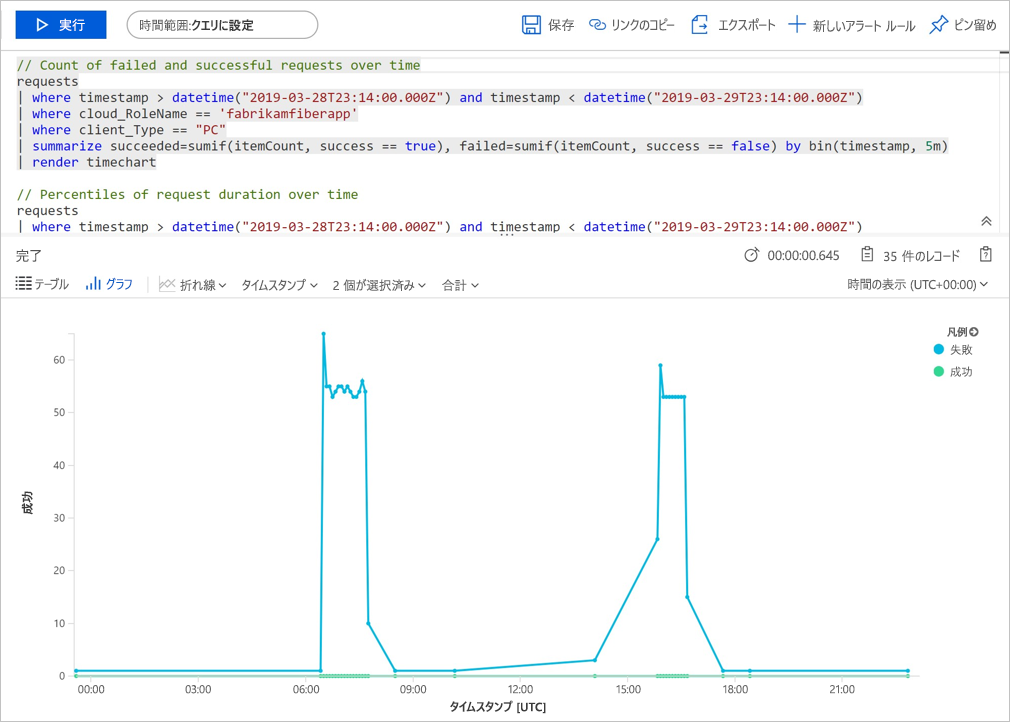 実行 時間範囲:クエリに設定 保存 リンクのコピー エクスポート 新しいアラート ルール ピン留め
// Count of failed and successful requests over time
requests
| where timestamp > datetime("2019-03-28T23:14:00.000Z") and timestamp < datetime("2019-03-29T23:14:00.000Z")
| where cloud_RoleName == 'fabrikamfiberapp'
| where client_Type == "PC"
| summarize succeeded=sumif(itemCount, success == true), failed=sumif(itemCount, success == false) by bin(timestamp, 5m)
| render timechart
// Percentiles of request duration over time
requests
| where timestamp > datetime("2019-03-28T23:14:00.000Z") and timestamp < datetime("2019-03-29T23:14:00.000Z")
完了 00:00:00.645 35 件のレコード
テーブル グラフ 折れ線 タイムスタンプ 2 個が選択済み 合計 時間の表示 (UTC+00:00)
凡例
失敗
成功
60
50
40
30
20
10
0
成功
00:00 03:00 06:00 09:00 12:00 15:00 18:00 21:00
タイムスタンプ [UTC]